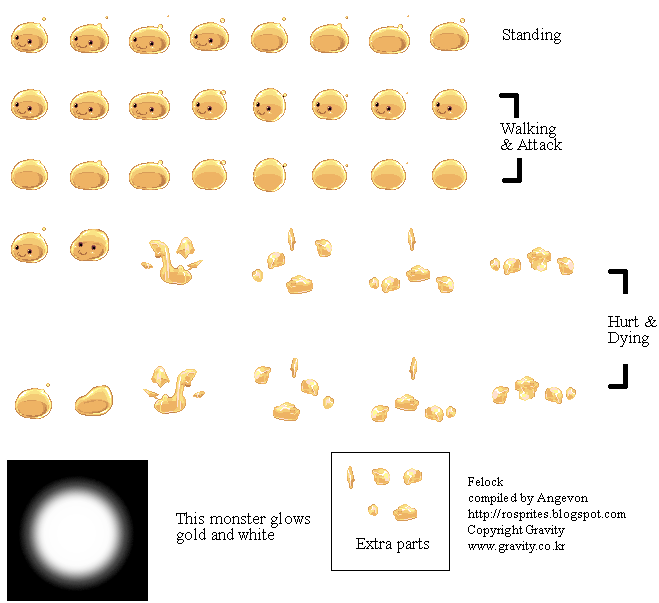 Standing
Walking
& Attack
Hurt &
Dying
This monster glows
gold and white
Extra parts
Felock
compiled by Angevon
http://rosprites.blogspot.com
Copyright Gravity
www.gravity.co.kr